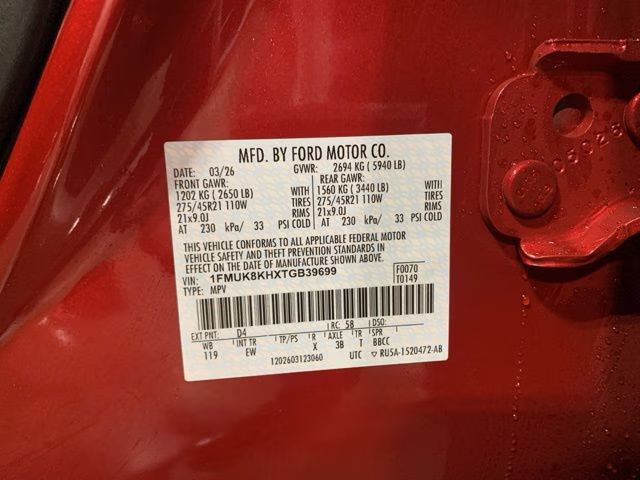 MFD. BY FORD MOTOR CO.
DATE: 03/26 GVWR: 2694 KG ( 5940 LB)
FRONT GAWR: REAR GAWR:
1202 KG ( 2650 LB) WITH 1560 KG ( 3440 LB) WITH
275/45R21 110W TIRES 275/45R21 110W TIRES
21x9.0J RIMS 21x9.0J RIMS
AT 230 kPa/ 33 PSI COLD AT 230 kPa/ 33 PSI COLD
THIS VEHICLE CONFORMS TO ALL APPLICABLE FEDERAL MOTOR
VEHICLE SAFETY AND THEFT PREVENTION STANDARDS IN
EFFECT ON THE DATE OF MANUFACTURE SHOWN ABOVE.
VIN: 1FMUK8KHXTGB39699 F0070
TYPE: MPV T0149
EXT PNT: D4 RC: 5B DSO:
WB INT TR TP/PS R AXLE TR SPR
119 EW X 3B T BBCC
1202603123060 UTC ▽ RU5A-1520472-AB
05025